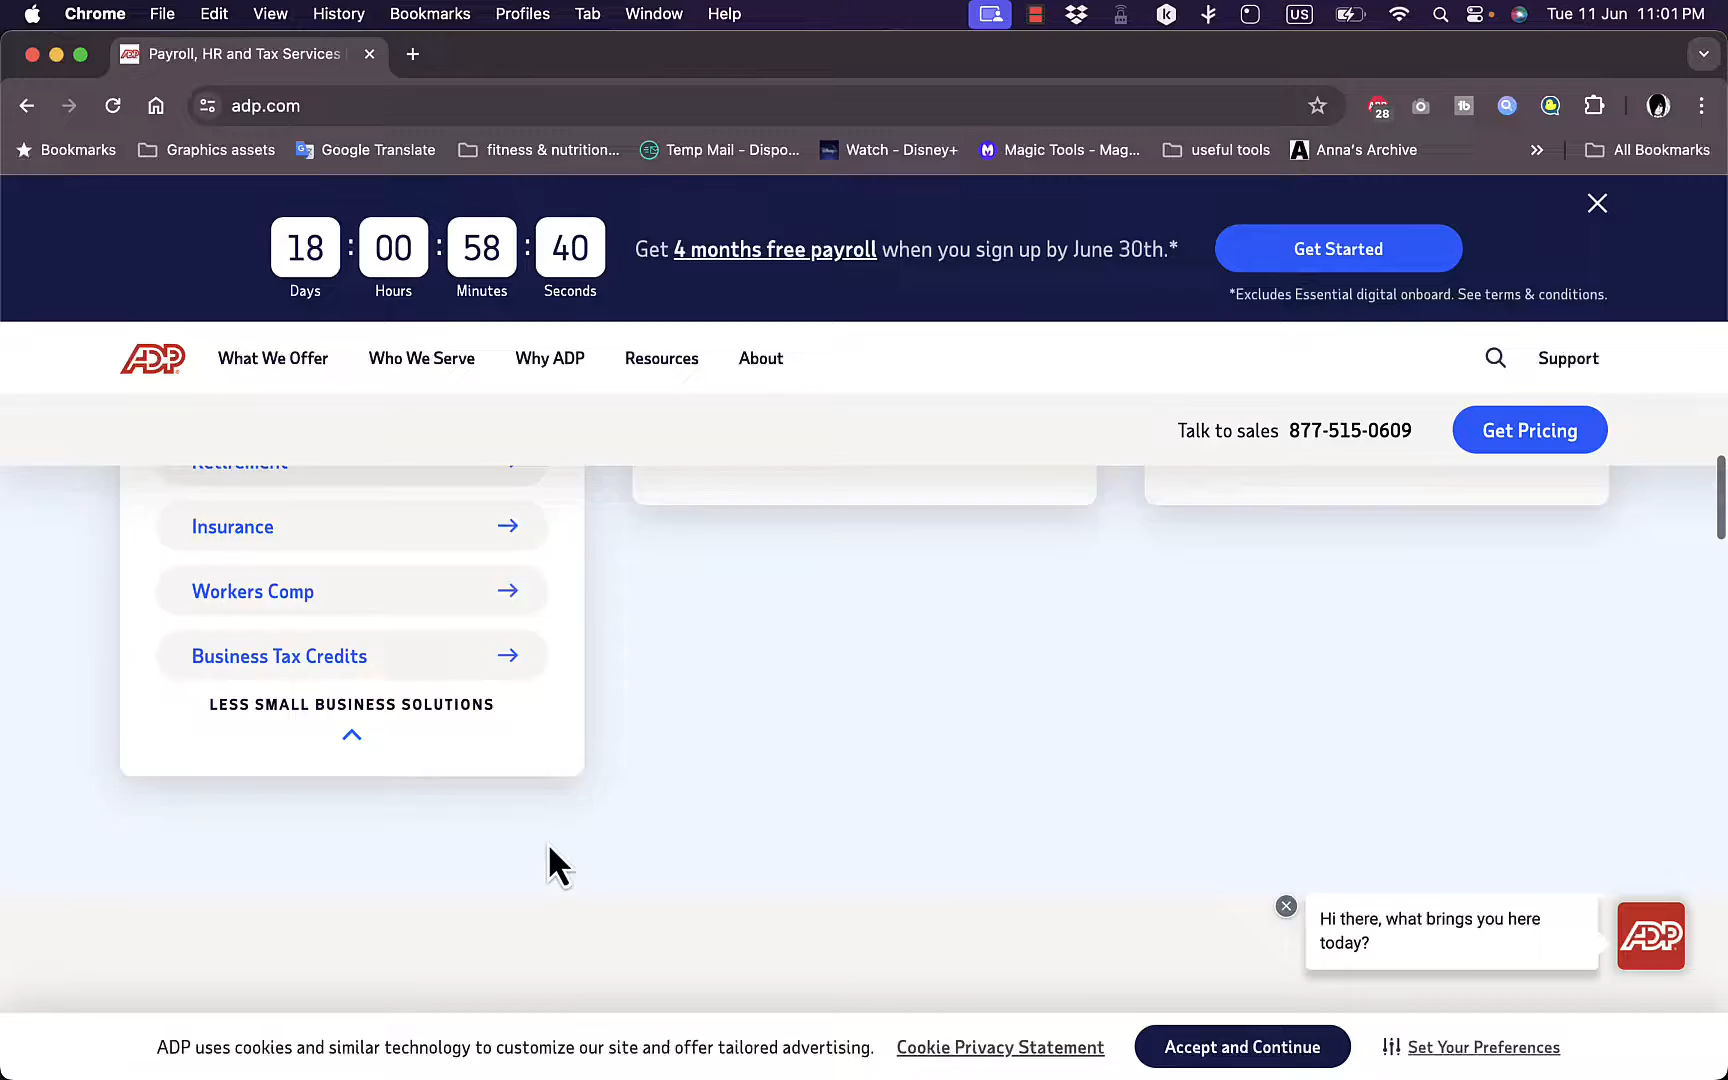 Chrome File Edit View History Bookmarks Profiles Tab Window Help US Tue 11 Jun 11:01 PM
Payroll, HR and Tax Services
adp.com 28 tb
Bookmarks Graphics assets Google Translate fitness & nutrition... Temp Mail - Dispo... Watch - Disney+ Magic Tools - Mag... useful tools Anna's Archive » All Bookmarks
18 : 00 : 58 : 40
Days Hours Minutes Seconds
Get 4 months free payroll when you sign up by June 30th.*
Get Started
*Excludes Essential digital onboard. See terms & conditions.
ADP What We Offer Who We Serve Why ADP Resources About Support
Talk to sales 877-515-0609 Get Pricing
Retirement
Insurance
Workers Comp
Business Tax Credits
LESS SMALL BUSINESS SOLUTIONS
Hi there, what brings you here
today?
ADP
ADP uses cookies and similar technology to customize our site and offer tailored advertising. Cookie Privacy Statement Accept and Continue Set Your Preferences